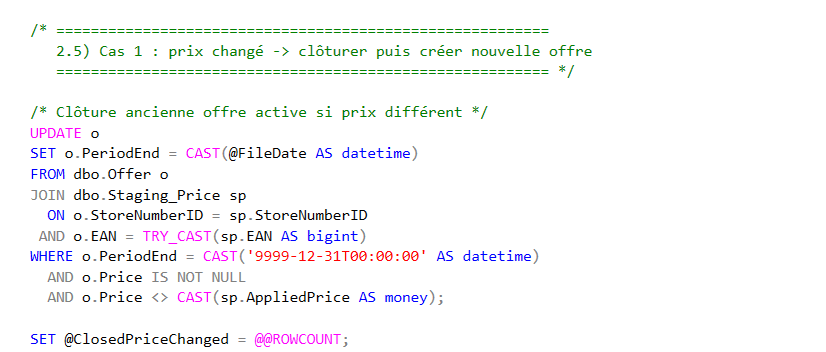 /* =========================================================
2.5) Cas 1 : prix changé -> clôturer puis créer nouvelle offre
========================================================= */
/* Clôture ancienne offre active si prix différent */
UPDATE o
SET o.PeriodEnd = CAST(@FileDate AS datetime)
FROM dbo.Offer o
JOIN dbo.Staging_Price sp
ON o.StoreNumberID = sp.StoreNumberID
AND o.EAN = TRY_CAST(sp.EAN AS bigint)
WHERE o.PeriodEnd = CAST('9999-12-31T00:00:00' AS datetime)
AND o.Price IS NOT NULL
AND o.Price <> CAST(sp.AppliedPrice AS money);
SET @ClosedPriceChanged = @@ROWCOUNT;